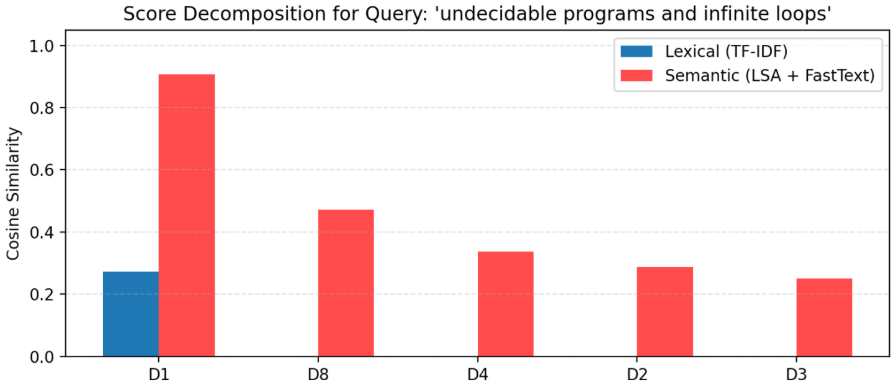 Score Decomposition for Query: 'undecidable programs and infinite loops'
Lexical (TF-IDF)
Semantic (LSA + FastText)
Cosine Similarity
1.0
0.8
0.6
0.4
0.2
0.0
D1 D8 D4 D2 D3